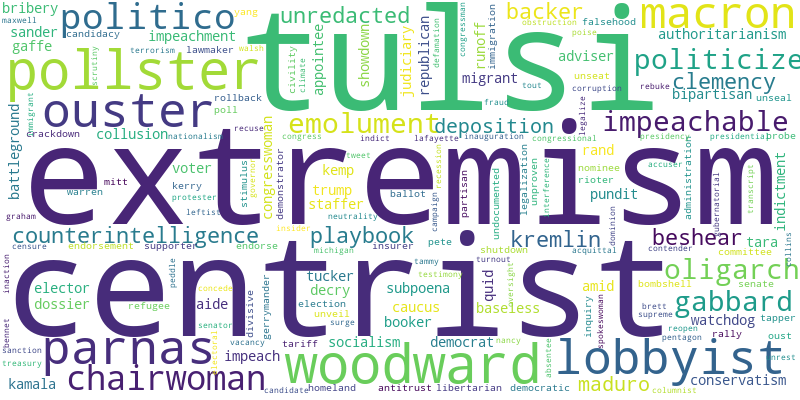 bribery
maxwell
politico
yang
unredacted
backer
obstruction
falsehood
congressman
macron
sander
candidacy
gaffe
impeachment
tulsi
poise
authoritarianism
terrorism
lawmaker
walsh
appointee
civility
climate
showdown
judiciary
republican
defamation
runoff
immigration
adviser
politicize
pollster
scrutiny
migrant
unseat
rebuke
clemency
tout
corruption
bipartisan
unseal
battleground
immigrant
ouster
rollback
poll
fraud
legalize
crackdown
collusion
nationalism
recuse
emolument
deposition
impeachable
congress
indict
lafayette
inauguration
congressional
presidency
presidential
probe
extremism
voter
congresswoman
demonstrator
tweet
rand
accuser
mitt
kerry
stimulus
governor
kemp
recession
partisan
undocumented
legalization
unproven
interference
nominee
rioter
administration
transcript
indictment
warren
protester
trump
staffer
ballot
campaign
pundit
gubernatorial
graham
leftist
neutrality
dominion
counterintelligence
insider
playbook
kremlin
beshear
tara
collins
censure
endorsement
supporter
endorse
michigan
insurer
pete
shutdown
turnout
acquittal
contender
committee
inaction
centrist
peddle
tucker
tammy
testimony
oversight
oligarch
bombshell
senate
elector
concede
decry
subpoena
quid
amid
brett
gabbard
dossier
refugee
aide
gerrymander
divisive
election
caucus
baseless
inquiry
spokeswoman
supreme
watchdog
tapper
unveil
booker
senator
surge
reopen
rally
oust
bennet
parnas
electoral
vacancy
tariff
socialism
democrat
nancy
absentee
lobbyist
pentagon
unrest
sanction
impeach
woodward
treasury
kamala
chairwoman
candidate
homeland
antitrust
libertarian
democratic
maduro
conservatism
columnist